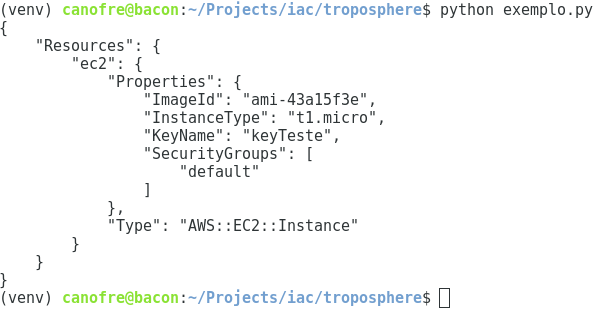 (venv) canofre@bacon:~/Projects/iac/troposphere$ python exemplo.py
{
    "Resources": {
        "ec2": {
            "Properties": {
                "ImageId": "ami-43a15f3e",
                "InstanceType": "t1.micro",
                "KeyName": "keyTeste",
                "SecurityGroups": [
                    "default"
                ]
            },
            "Type": "AWS::EC2::Instance"
        }
    }
}
(venv) canofre@bacon:~/Projects/iac/troposphere$